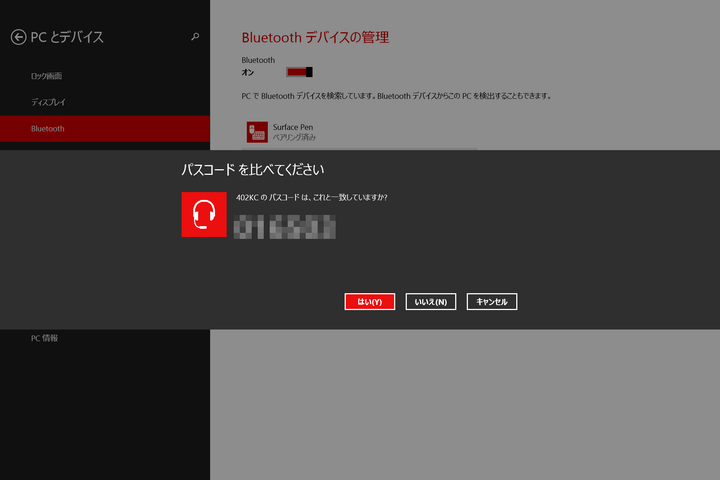 PC とデバイス
ロック画面
ディスプレイ
Bluetooth
Bluetooth デバイスの管理
Bluetooth
オン
PC で Bluetooth デバイスを検索しています。Bluetooth デバイスからこの PC を検出することもできます。
Surface Pen
ペアリング済み
パスコード を比べてください
402KC の パスコード は、これと一致していますか?
はい(Y)
いいえ(N)
キャンセル
PC 情報